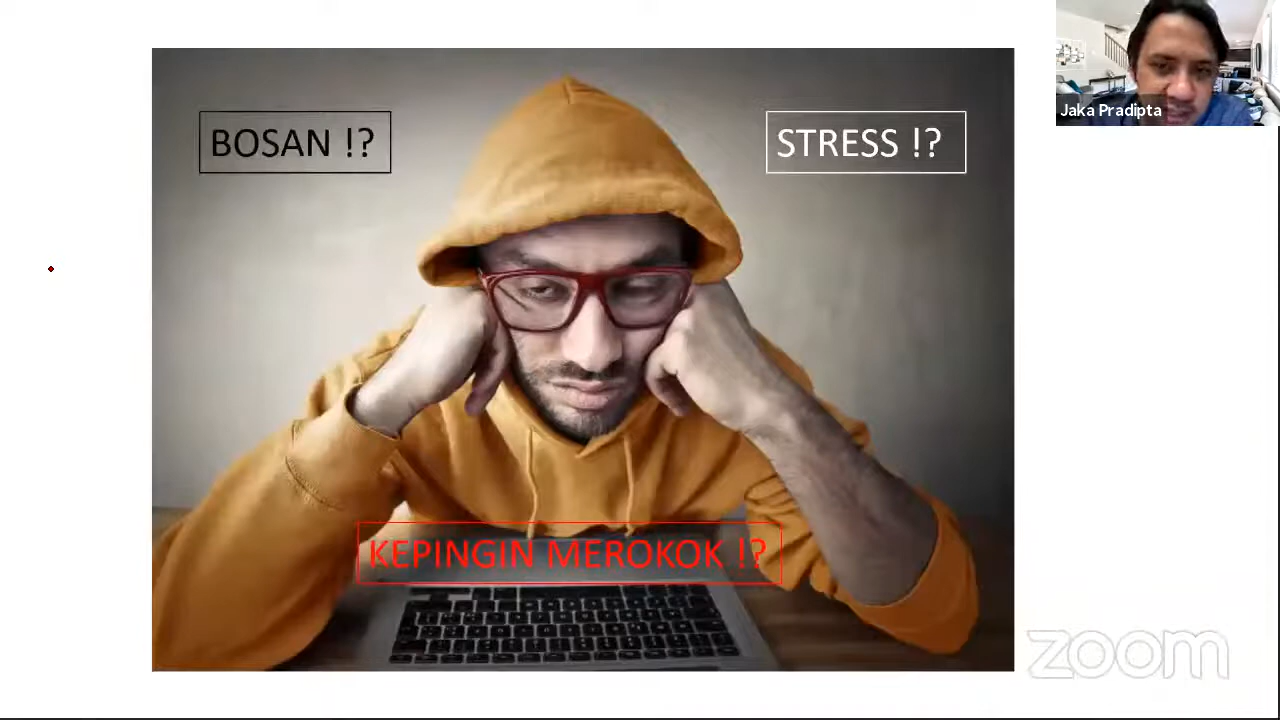 BOSAN !?
STRESS !?
Jaka Pradipta
KEPINGIN MEROKOK !?
zoom